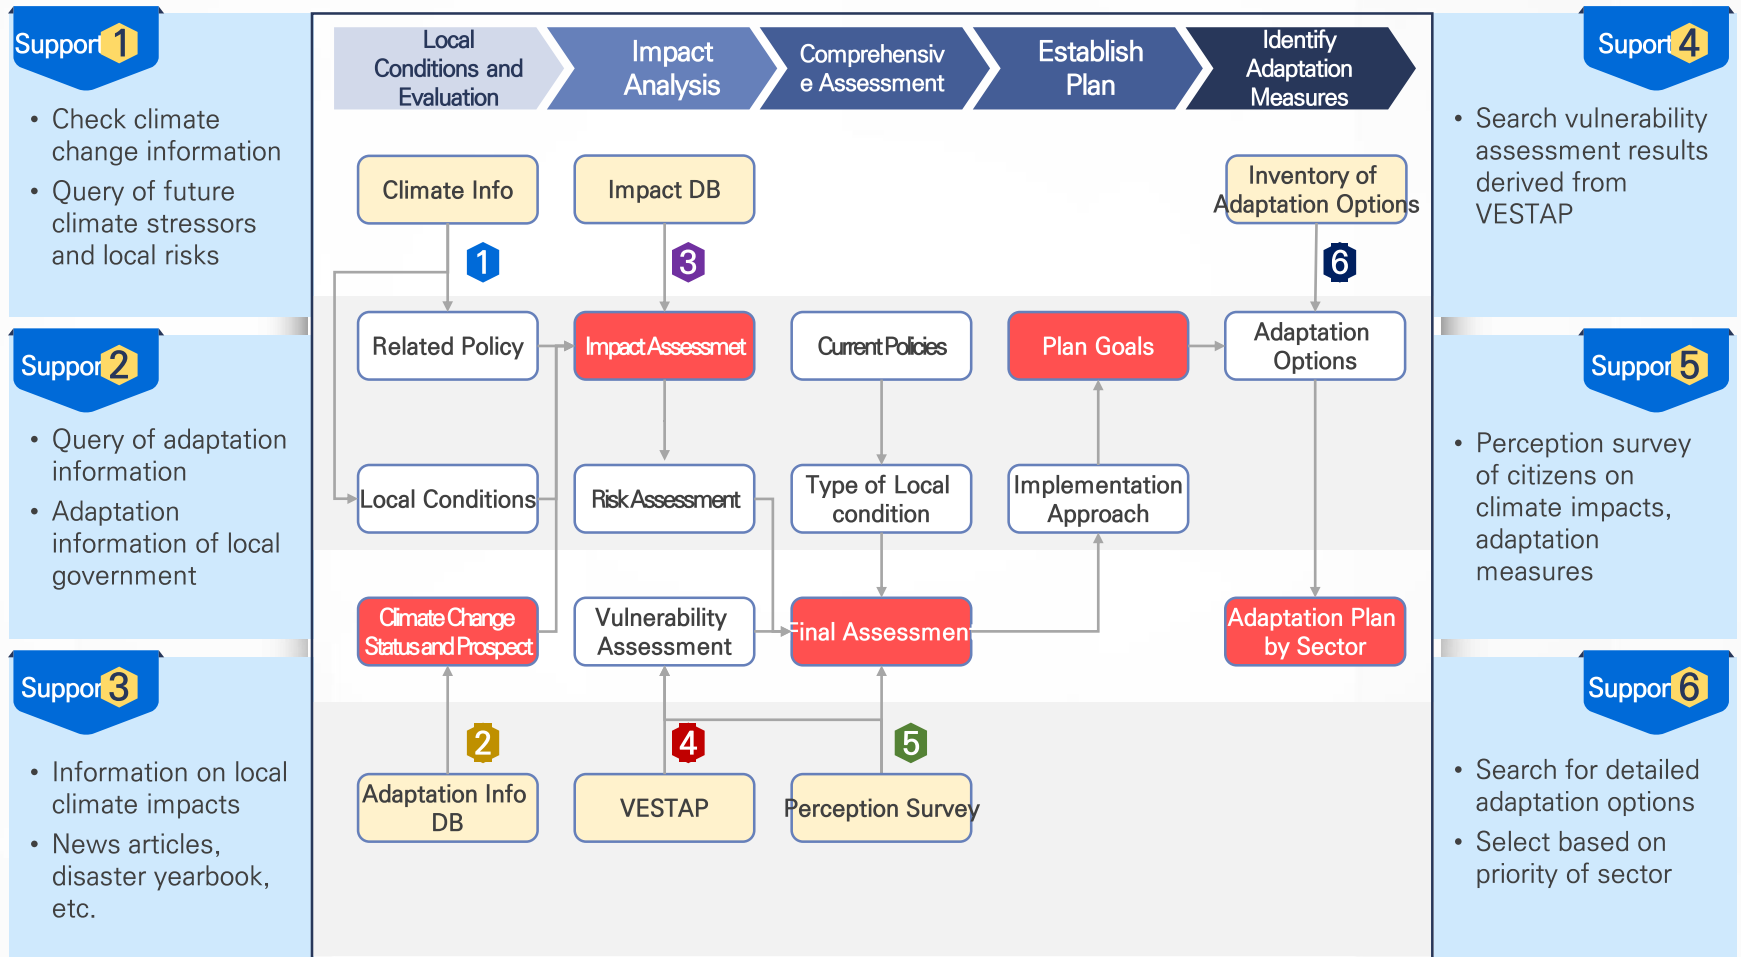 Support 1
• Check climate
change information
• Query of future
climate stressors
and local risks
Support 2
• Query of adaptation
information
• Adaptation
information of local
government
Support 3
• Information on local
climate impacts
• News articles,
disaster yearbook,
etc.
Local
Conditions and
Evaluation
Impact
Analysis
Comprehensiv
e Assessment
Establish
Plan
Identify
Adaptation
Measures
Climate Info
Impact DB
Inventory of
Adaptation Options
1
3
6
Related Policy
Impact Assessmet
Current Policies
Plan Goals
Adaptation
Options
Local Conditions
Risk Assessment
Type of Local
condition
Implementation
Approach
Climate Change
Status and Prospect
Vulnerability
Assessment
Final Assessment
Adaptation Plan
by Sector
2
4
5
Adaptation Info
DB
VESTAP
Perception Survey
Suport 4
• Search vulnerability
assessment results
derived from
VESTAP
Support 5
• Perception survey
of citizens on
climate impacts,
adaptation
measures
Support 6
• Search for detailed
adaptation options
• Select based on
priority of sector